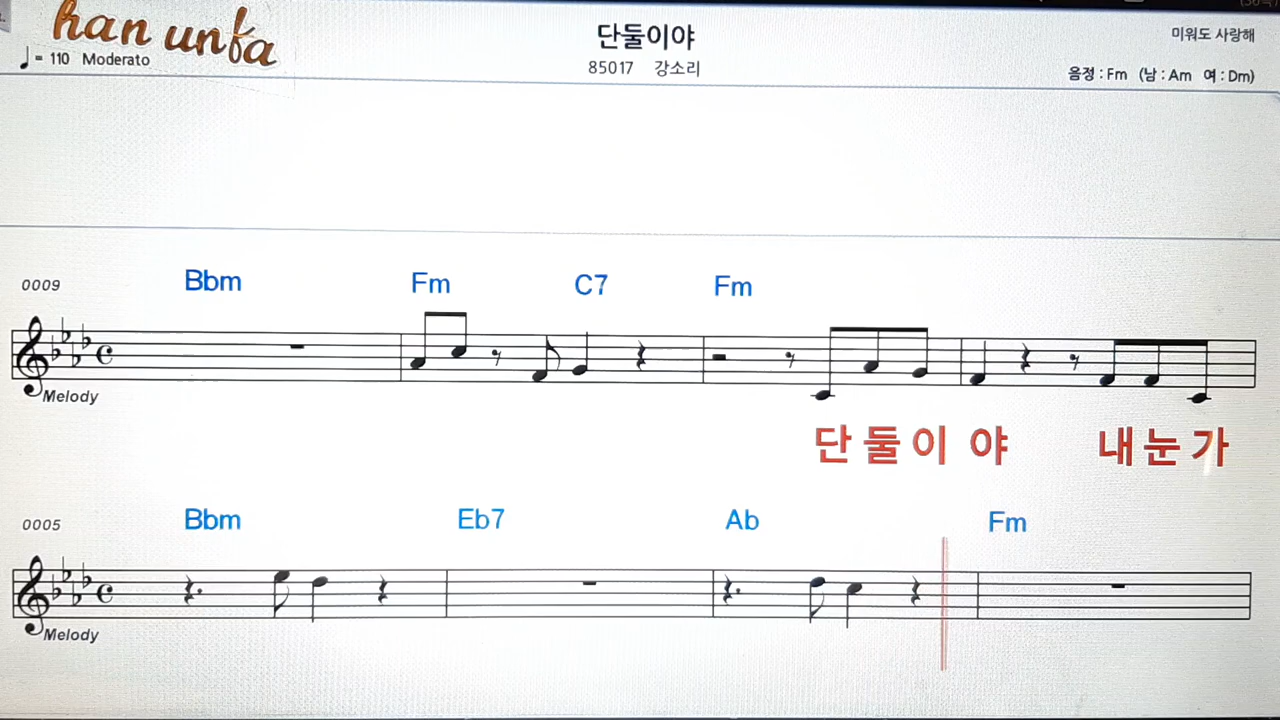 han unfa
♩ = 110 Moderato
단둘이야
85017 강소리
미워도 사랑해
음정 : Fm (남 : Am 여 : Dm)
0009
Bbm Fm C7 Fm
Melody
단 둘 이 야 내 눈 가
0005
Bbm Eb7 Ab Fm
Melody